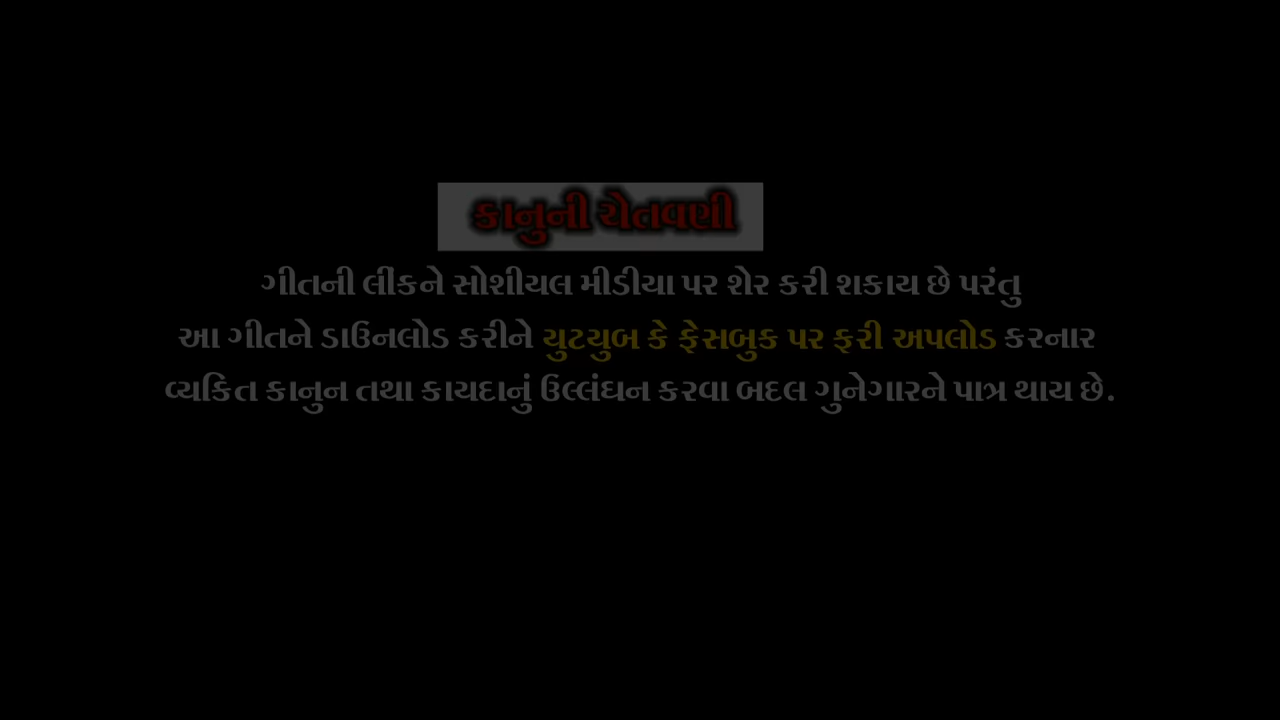 કાનુની ચેતવણી
ગીતની લીંકને સોશીયલ મીડીયા પર શેર કરી શકાય છે પરંતુ
આ ગીતને ડાઉનલોડ કરીને યુટયુબ કે ફેસબુક પર ફરી અપલોડ કરનાર
વ્યકિત કાનુન તથા કાયદાનું ઉલ્લંઘન કરવા બદલ ગુનેગારને પાત્ર થાય છે.